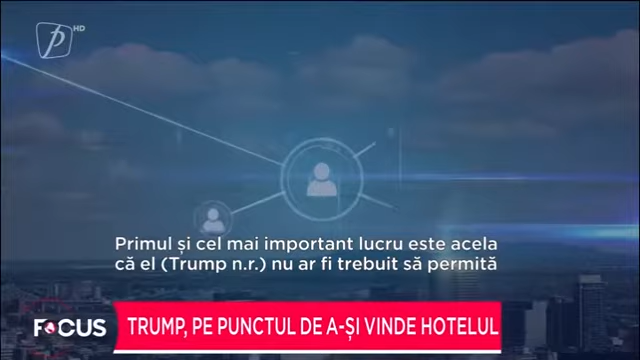 p HD
Primul și cel mai important lucru este acela
că el (Trump n.r.) nu ar fi trebuit să permită
FOCUS
TRUMP, PE PUNCTUL DE A-ȘI VINDE HOTELUL